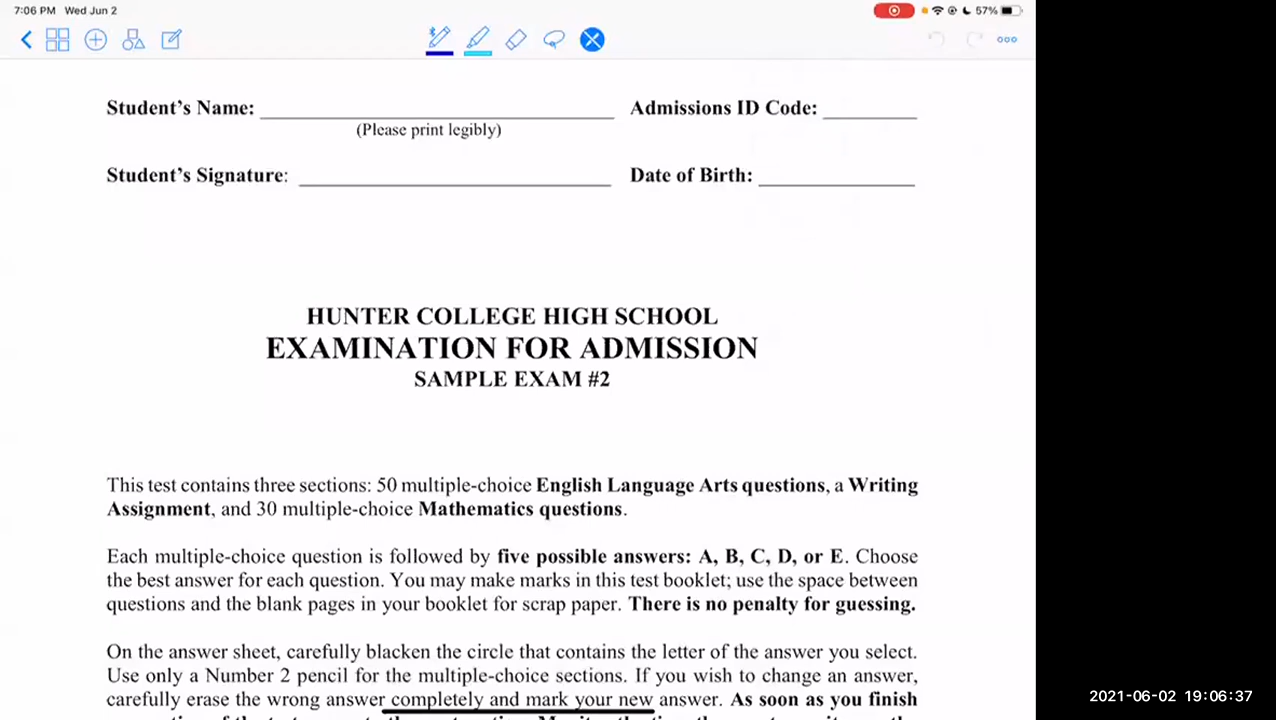 7:06 PM Wed Jun 2
57%
Student's Name:
Admissions ID Code:
(Please print legibly)
Student's Signature:
Date of Birth:
HUNTER COLLEGE HIGH SCHOOL
EXAMINATION FOR ADMISSION
SAMPLE EXAM #2
This test contains three sections: 50 multiple-choice English Language Arts questions, a Writing
Assignment, and 30 multiple-choice Mathematics questions.
Each multiple-choice question is followed by five possible answers: A, B, C, D, or E. Choose
the best answer for each question. You may make marks in this test booklet; use the space between
questions and the blank pages in your booklet for scrap paper. There is no penalty for guessing.
On the answer sheet, carefully blacken the circle that contains the letter of the answer you select.
Use only a Number 2 pencil for the multiple-choice sections. If you wish to change an answer,
carefully erase the wrong answer completely and mark your new answer. As soon as you finish
2021-06-02 19:06:37